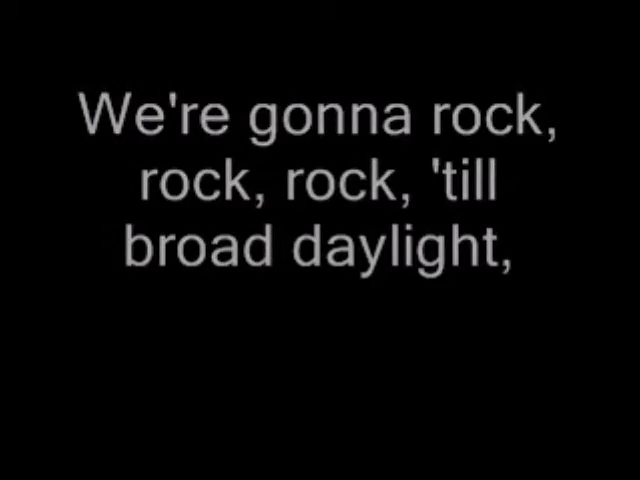 We're gonna rock,
rock, rock, 'till
broad daylight,